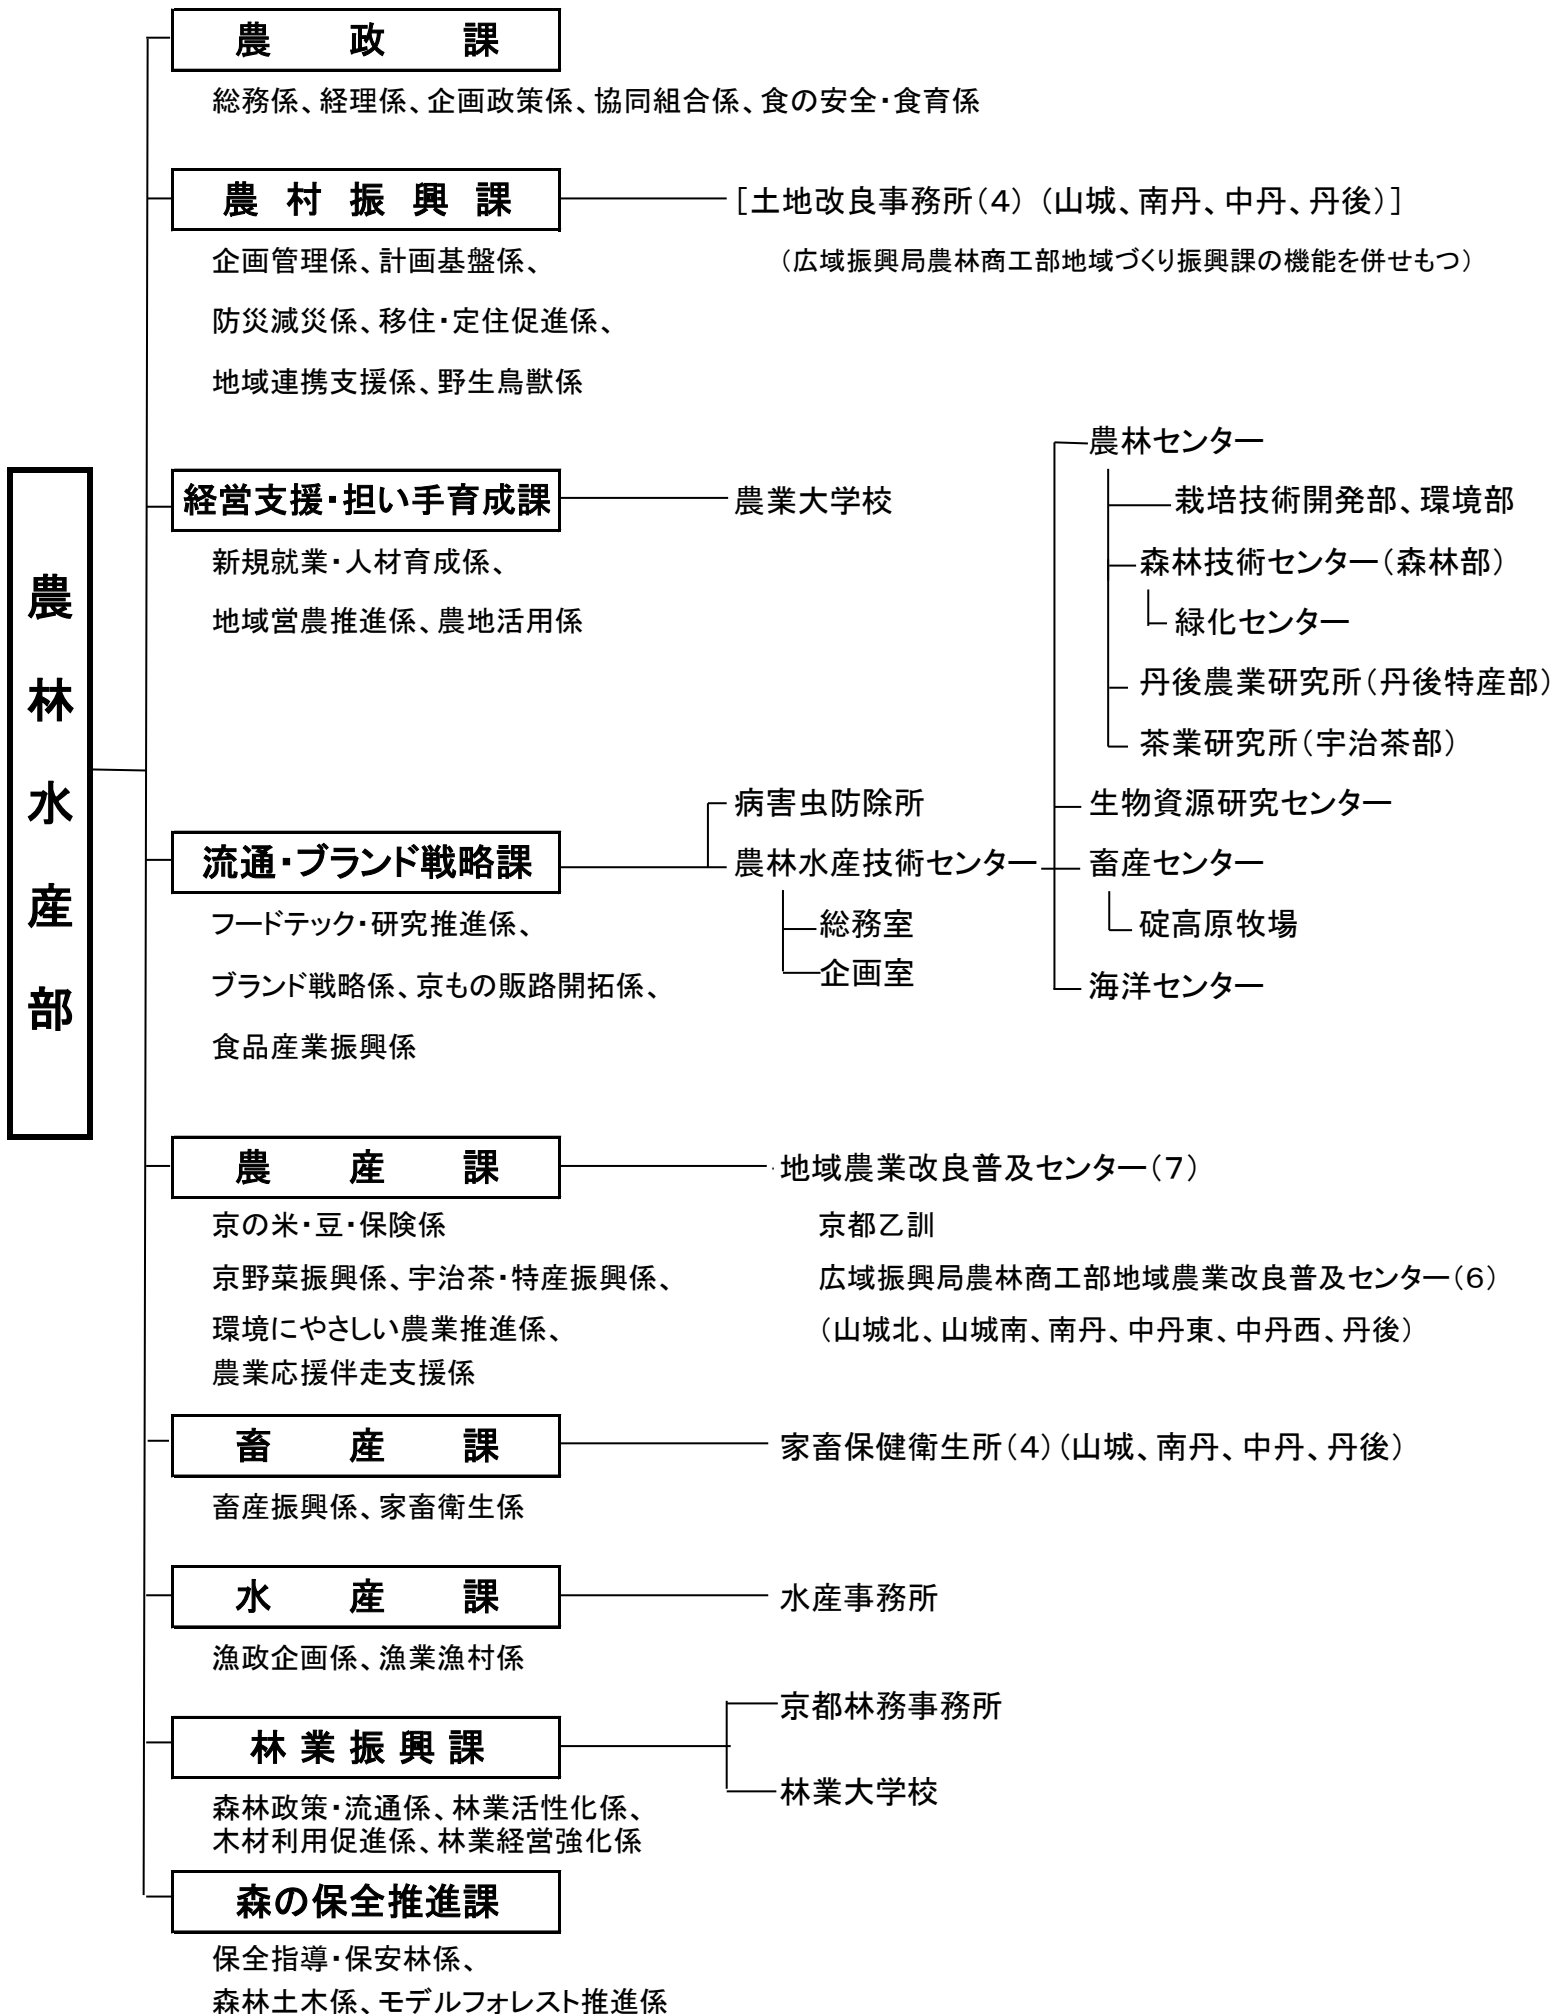 農林水産部
農政課
総務係、経理係、企画政策係、協同組合係、食の安全・食育係
農村振興課
[土地改良事務所(4) (山城、南丹、中丹、丹後)]
企画管理係、計画基盤係、
(広域振興局農林商工部地域づくり振興課の機能を併せもつ)
防災減災係、移住・定住促進係、
地域連携支援係、野生鳥獣係
経営支援・担い手育成課
農業大学校
新規就業・人材育成係、
地域営農推進係、農地活用係
流通・ブランド戦略課
フードテック・研究推進係、
ブランド戦略係、京もの販路開拓係、
食品産業振興係
病害虫防除所
農林水産技術センター
総務室
企画室
農林センター
栽培技術開発部、環境部
森林技術センター(森林部)
緑化センター
丹後農業研究所(丹後特産部)
茶業研究所(宇治茶部)
生物資源研究センター
畜産センター
碇高原牧場
海洋センター
農産課
京の米・豆・保険係
京野菜振興係、宇治茶・特産振興係、
環境にやさしい農業推進係、
農業応援伴走支援係
地域農業改良普及センター(7)
京都乙訓
広域振興局農林商工部地域農業改良普及センター(6)
(山城北、山城南、南丹、中丹東、中丹西、丹後)
畜産課
家畜保健衛生所(4)(山城、南丹、中丹、丹後)
畜産振興係、家畜衛生係
水産課
水産事務所
漁政企画係、漁業漁村係
林業振興課
京都林務事務所
林業大学校
森林政策・流通係、林業活性化係、
木材利用促進係、林業経営強化係
森の保全推進課
保全指導・保安林係、
森林土木係、モデルフォレスト推進係